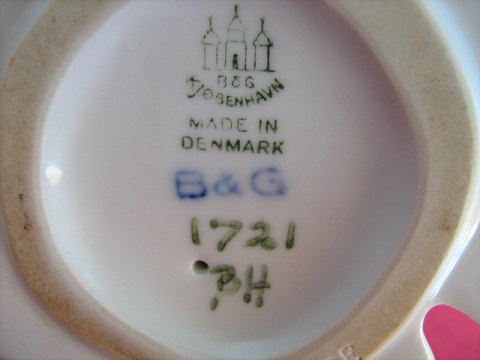 B&G
KJØBENHAVN
MADE IN
DENMARK
B&G
1721
BH
E